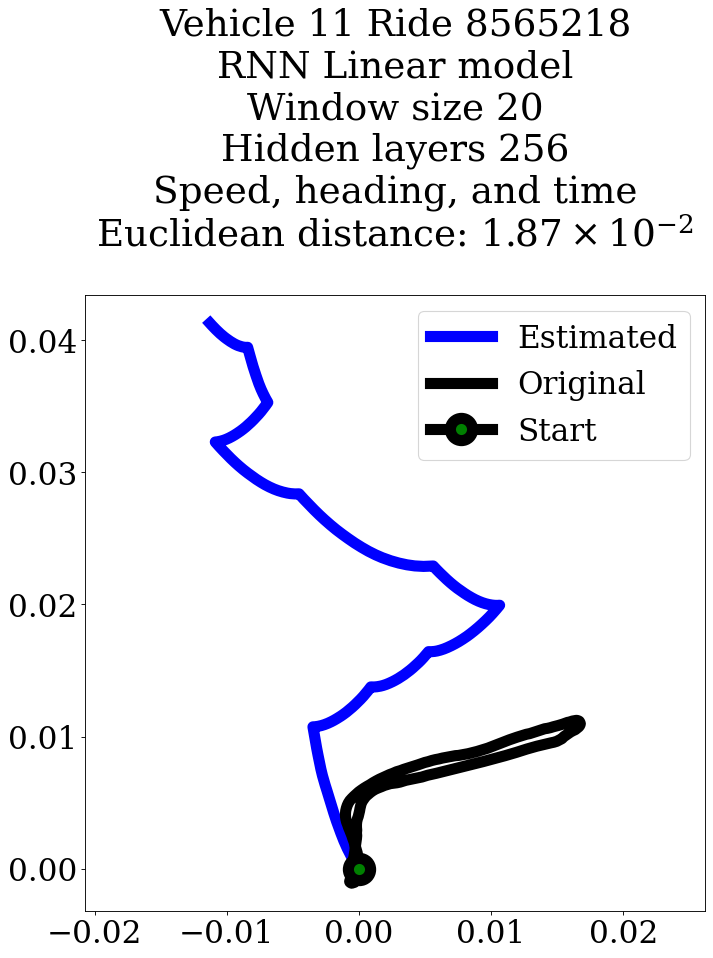 Vehicle 11 Ride 8565218
RNN Linear model
Window size 20
Hidden layers 256
Speed, heading, and time
Euclidean distance: 1.87 × 10⁻²
Estimated
Original
Start
0.04
0.03
0.02
0.01
0.00
−0.02 −0.01 0.00 0.01 0.02